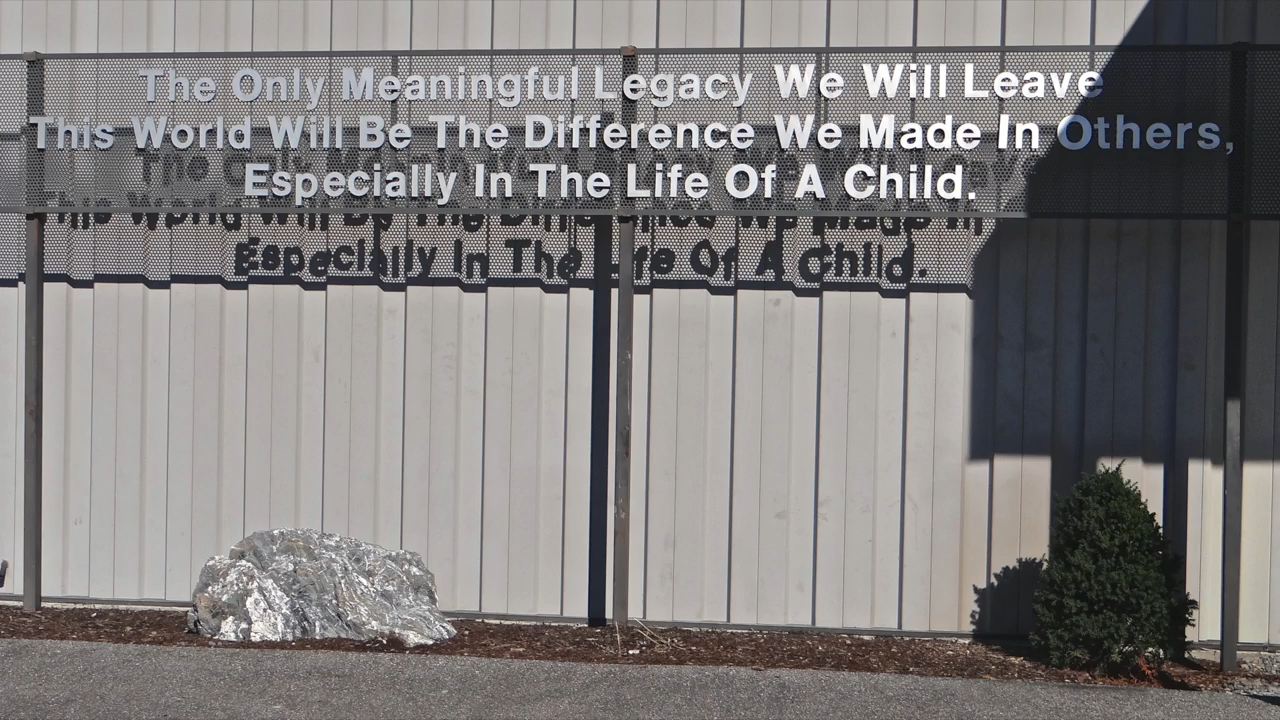 The Only Meaningful Legacy We Will Leave
This World Will Be The Difference We Made In Others,
Especially In The Life Of A Child.